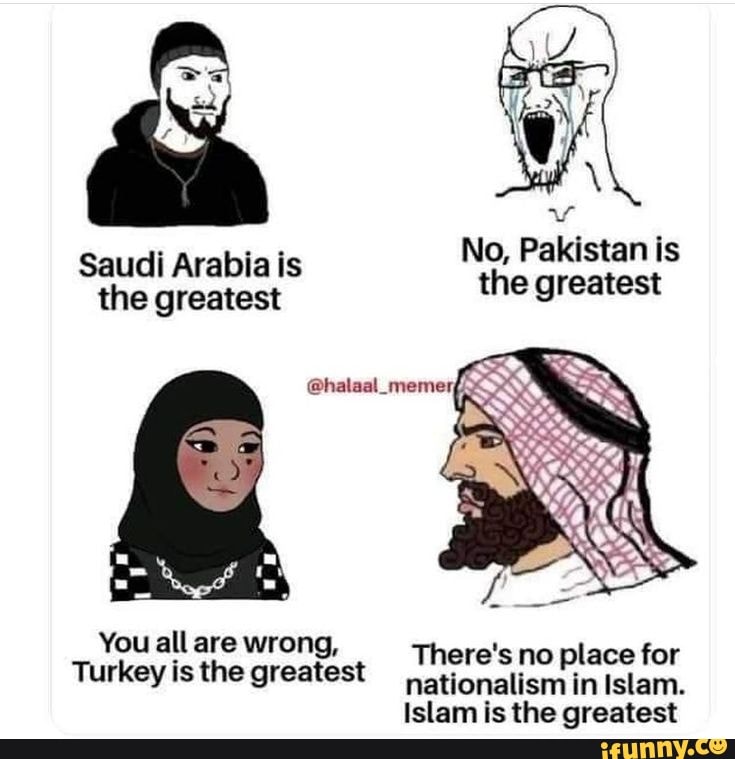 Saudi Arabia is
the greatest
No, Pakistan is
the greatest
@halaal_memer
You all are wrong,
Turkey is the greatest
There's no place for
nationalism in Islam.
Islam is the greatest
ifunny.co